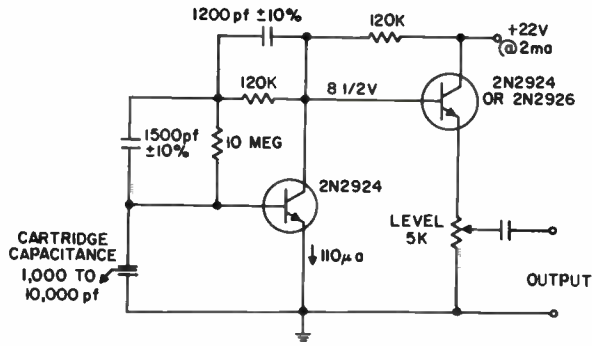 1200 pf ±10%
120K
+22V
@ 2ma
120K
8 1/2V
2N2924
OR 2N2926
1500pf
±10%
10 MEG
2N2924
LEVEL
5K
CARTRIDGE
CAPACITANCE
1,000 TO
10,000 pf
110μa
OUTPUT